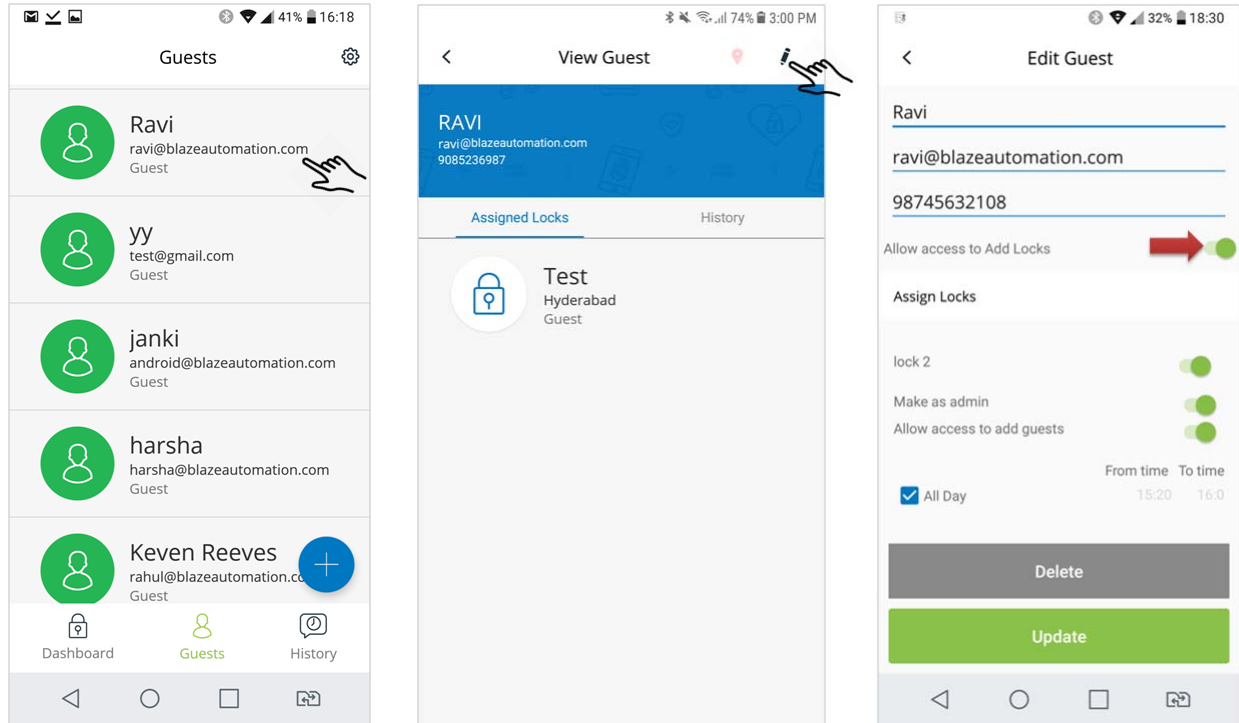 41% 16:18
Guests
Ravi
ravi@blazeautomation.com
Guest
yy
test@gmail.com
Guest
janki
android@blazeautomation.com
Guest
harsha
harsha@blazeautomation.com
Guest
Keven Reeves
rahul@blazeautomation.co
Guest
Dashboard
Guests
History
74% 3:00 PM
View Guest
RAVI
ravi@blazeautomation.com
9085236987
Assigned Locks
History
Test
Hyderabad
Guest
32% 18:30
Edit Guest
Ravi
ravi@blazeautomation.com
98745632108
Allow access to Add Locks
Assign Locks
lock 2
Make as admin
Allow access to add guests
From time To time
All Day 15:20 16:0
Delete
Update